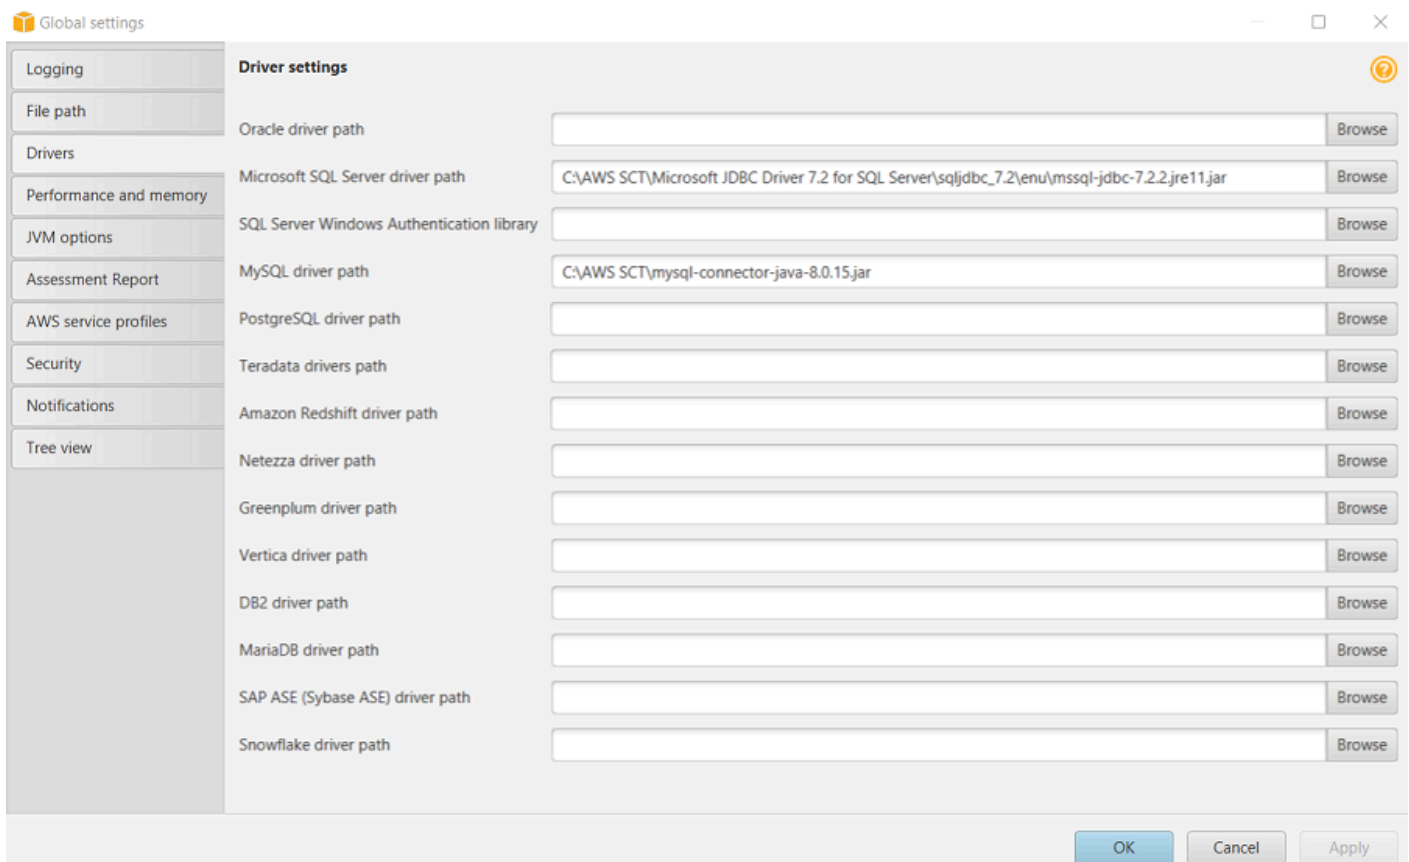 Global settings
Logging
File path
Drivers
Performance and memory
JVM options
Assessment Report
AWS service profiles
Security
Notifications
Tree view
Driver settings
Oracle driver path Browse
Microsoft SQL Server driver path C:\AWS SCT\Microsoft JDBC Driver 7.2 for SQL Server\sqljdbc_7.2\enu\mssql-jdbc-7.2.2.jre11.jar Browse
SQL Server Windows Authentication library Browse
MySQL driver path C:\AWS SCT\mysql-connector-java-8.0.15.jar Browse
PostgreSQL driver path Browse
Teradata drivers path Browse
Amazon Redshift driver path Browse
Netezza driver path Browse
Greenplum driver path Browse
Vertica driver path Browse
DB2 driver path Browse
MariaDB driver path Browse
SAP ASE (Sybase ASE) driver path Browse
Snowflake driver path Browse
OK Cancel Apply